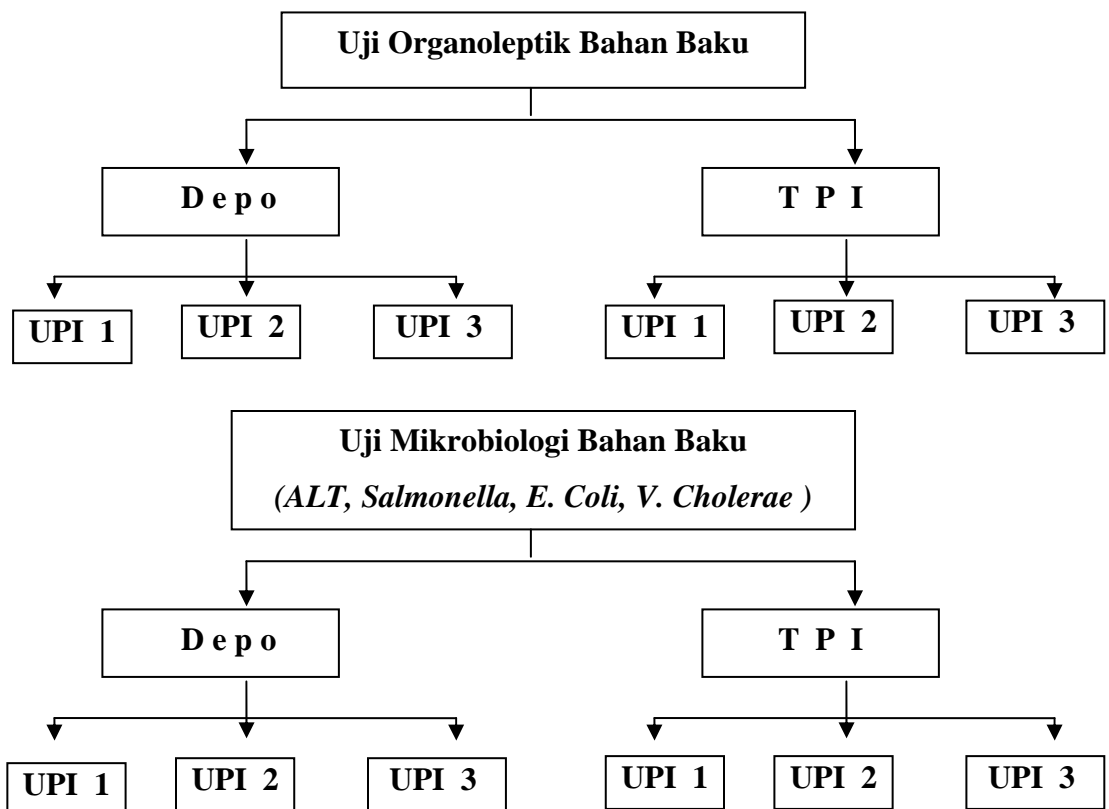 Uji Organoleptik Bahan Baku
D e p o
T P I
UPI 1
UPI 2
UPI 3
UPI 1
UPI 2
UPI 3
Uji Mikrobiologi Bahan Baku
(ALT, Salmonella, E. Coli, V. Cholerae )
D e p o
T P I
UPI 1
UPI 2
UPI 3
UPI 1
UPI 2
UPI 3